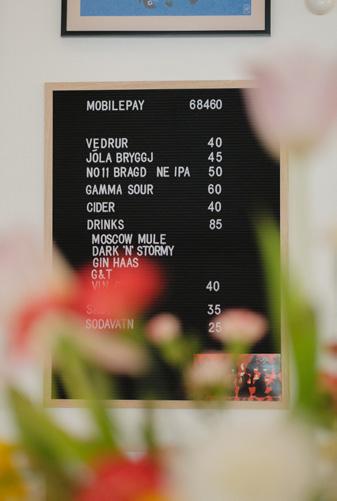 MOBILEPAY 68460
VEÐRUR 40
JÓLA BRYGGJ 45
NO11 BRAGD NE IPA 50
GAMMA SOUR 60
CIDER 40
DRINKS 85
MOSCOW MULE
DARK 'N' STORMY
GIN HAAS
G&T
40
35
SODAVATN 25